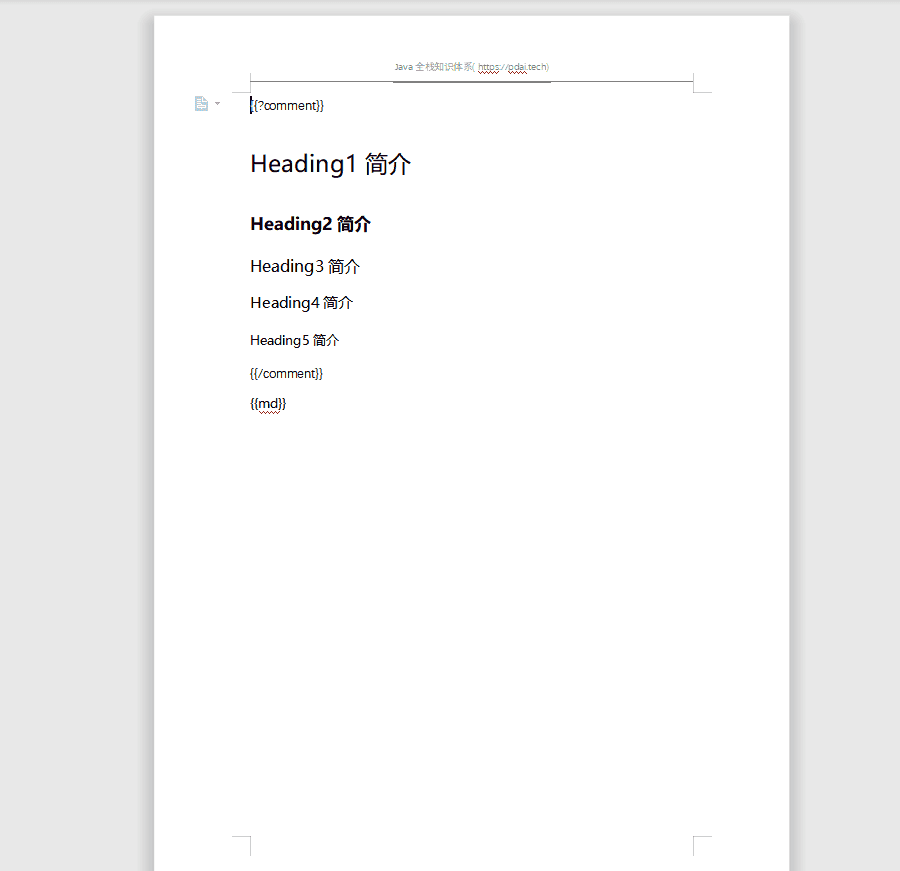 Java 全栈知识体系( https://pdai.tech)
{{?comment}}
Heading1 简介
Heading2 简介
Heading3 简介
Heading4 简介
Heading5 简介
{{/comment}}
{{md}}